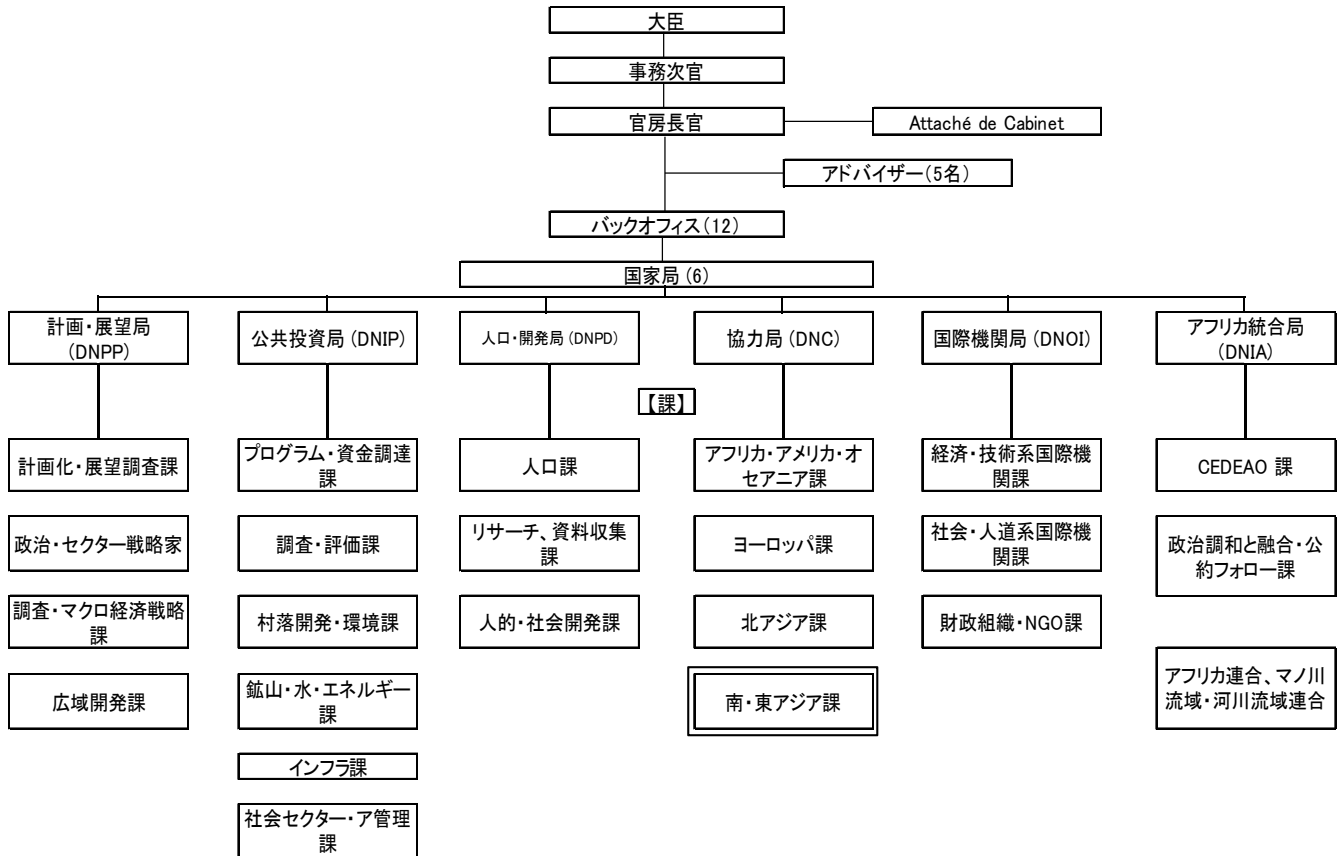 大臣
事務次官
官房長官
Attaché de Cabinet
アドバイザー(5名)
バックオフィス(12)
国家局 (6)
計画・展望局
(DNPP)
公共投資局 (DNIP)
人口・開発局 (DNPD)
協力局 (DNC)
国際機関局 (DNOI)
アフリカ統合局
(DNIA)
【課】
計画化・展望調査課
プログラム・資金調達
課
人口課
アフリカ・アメリカ・オ
セアニア課
経済・技術系国際機
関課
CEDEAO 課
政治・セクター戦略家
調査・評価課
リサーチ、資料収集
課
ヨーロッパ課
社会・人道系国際機
関課
政治調和と融合・公
約フォロー課
調査・マクロ経済戦略
課
村落開発・環境課
人的・社会開発課
北アジア課
財政組織・NGO課
広域開発課
鉱山・水・エネルギー
課
南・東アジア課
アフリカ連合、マノ川
流域・河川流域連合
インフラ課
社会セクター・ア管理
課